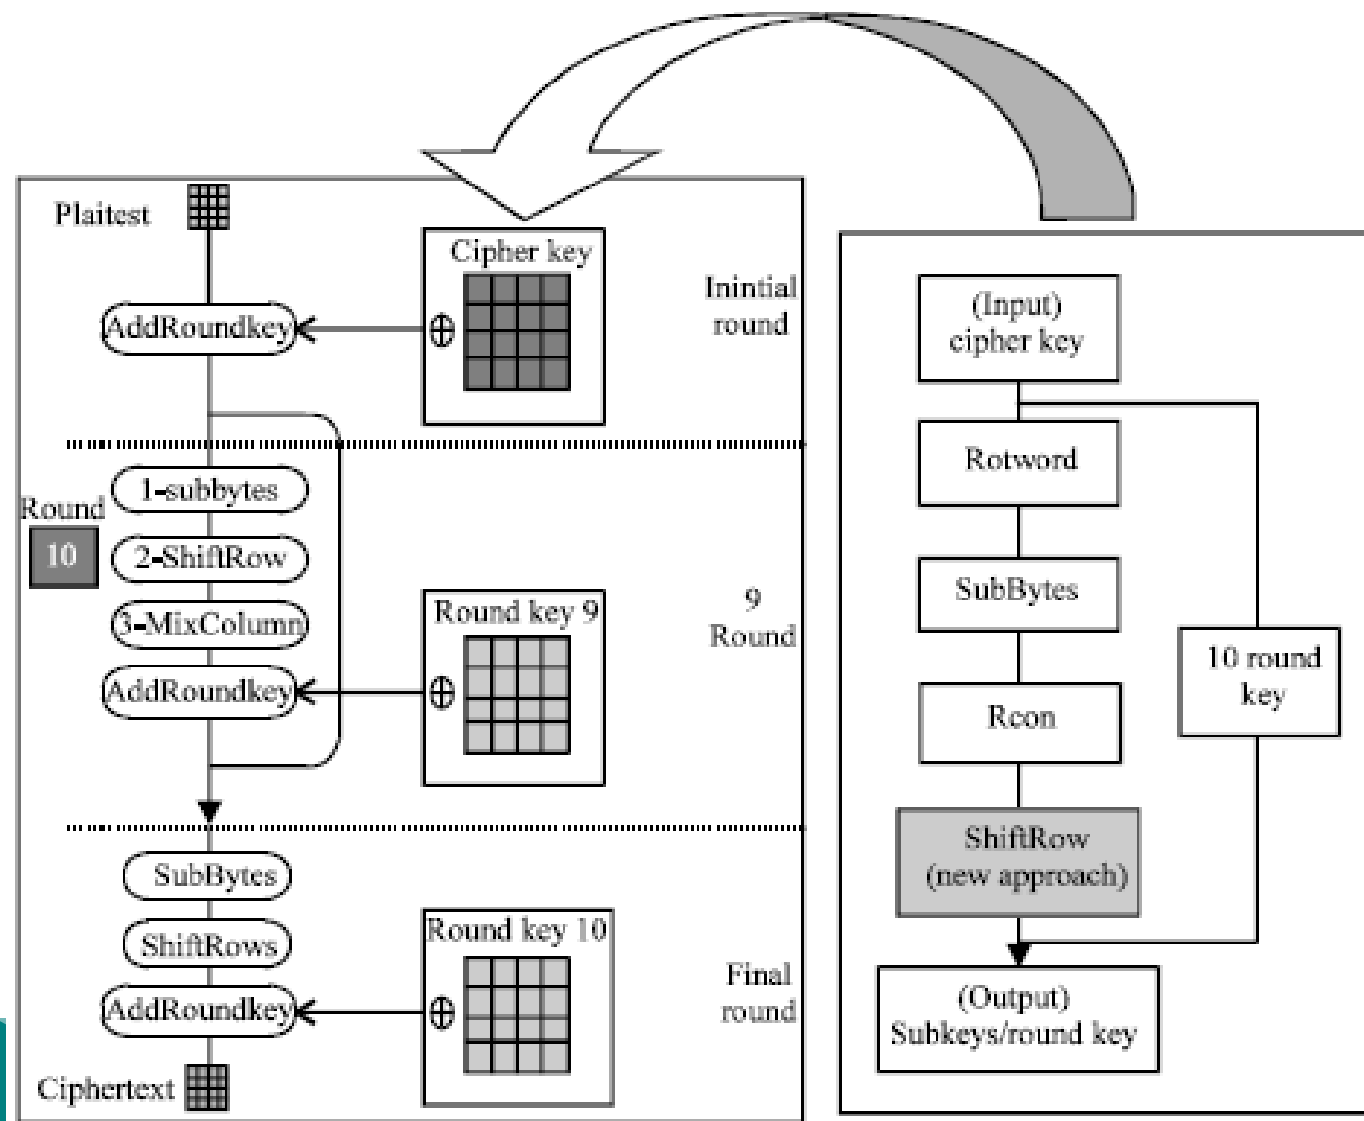 Plaitest
Cipher key
Inintial
round
AddRoundkey
1-subbytes
Round
10
2-ShiftRow
3-MixColumn
AddRoundkey
Round key 9
9
Round
SubBytes
ShiftRows
AddRoundkey
Round key 10
Final
round
Ciphertext
(Input)
cipher key
Rotword
SubBytes
Rcon
10 round
key
ShiftRow
(new approach)
(Output)
Subkeys/round key